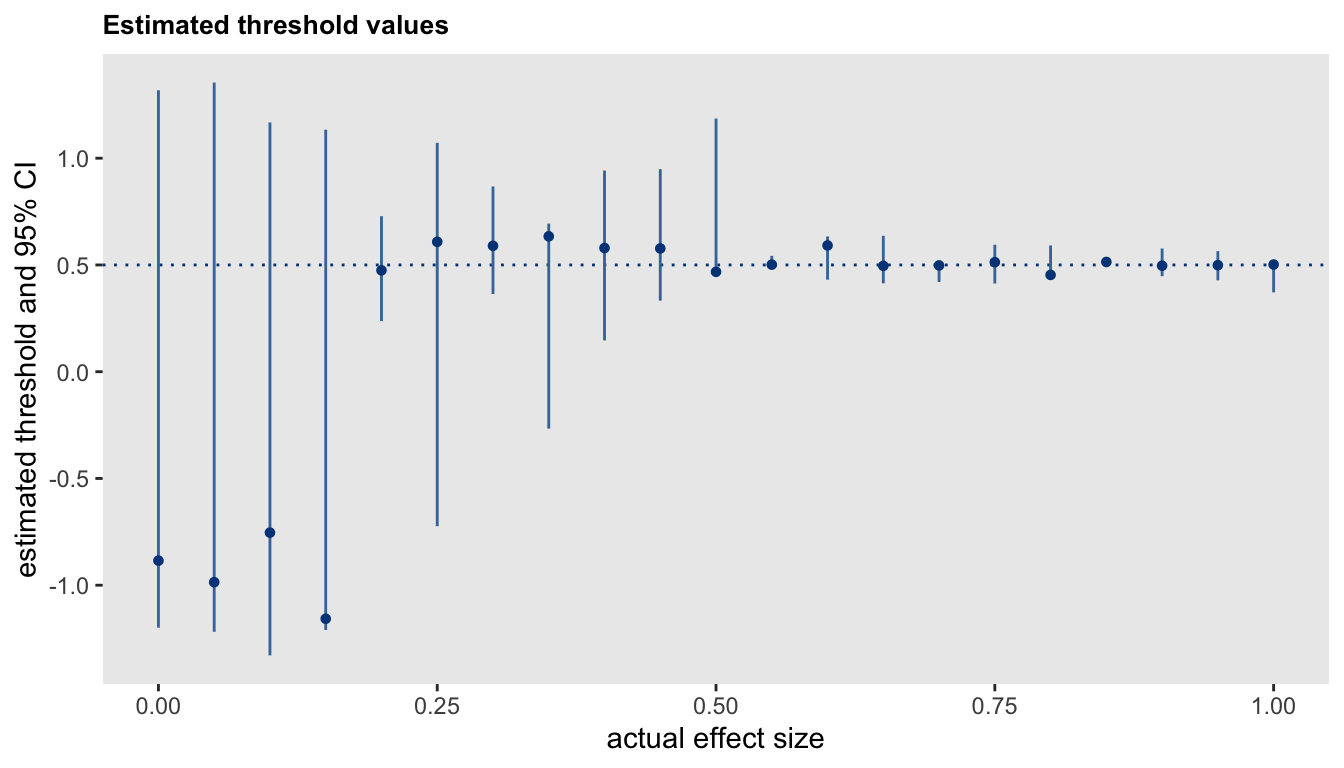 Estimated threshold values
estimated threshold and 95% CI
1.0
0.5
0.0
-0.5
-1.0
0.00 0.25 0.50 0.75 1.00
actual effect size